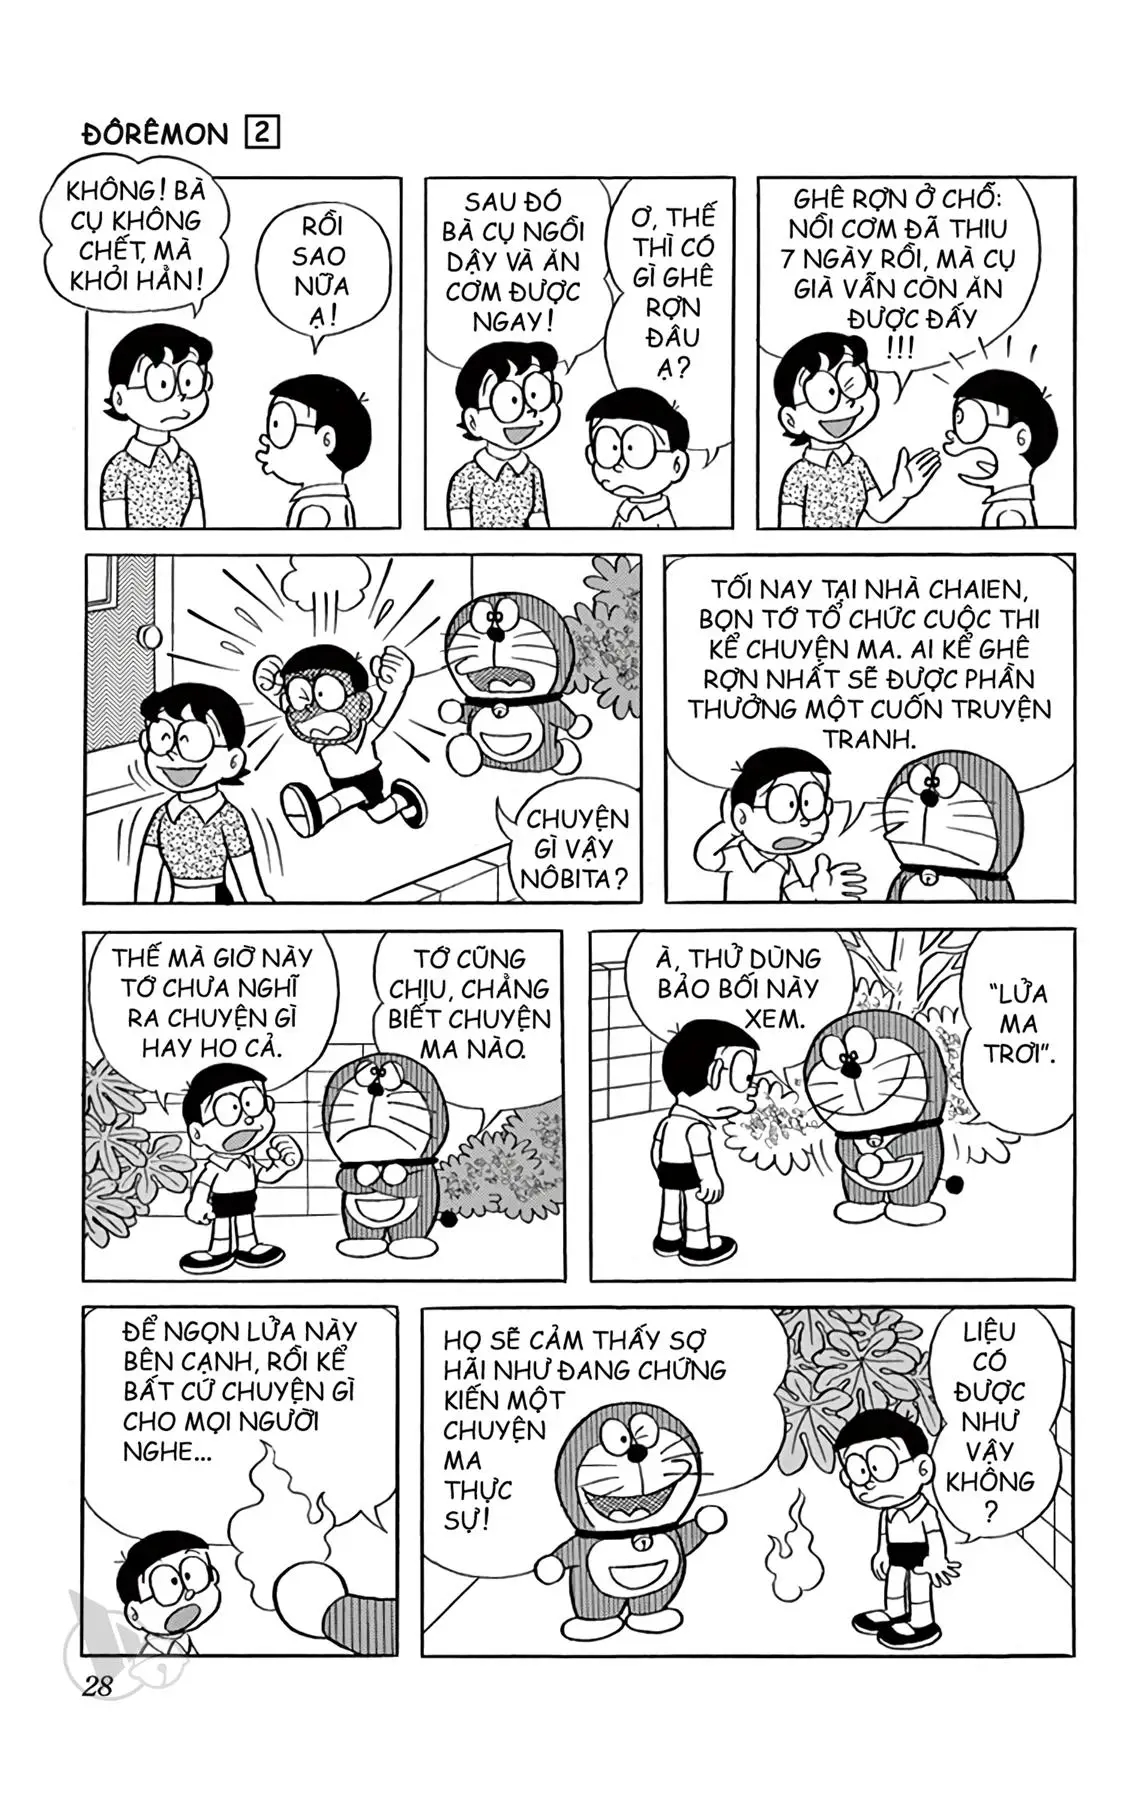 ĐÔRÊMON 2
KHÔNG! BÀ
CỤ KHÔNG
CHẾT, MÀ
KHỎI HẲN!
RỒI
SAO
NỮA
Ạ!
SAU ĐÓ
BÀ CỤ NGỒI
DẬY VÀ ĂN
CƠM ĐƯỢC
NGAY!
Ơ, THẾ
THÌ CÓ
GÌ GHÊ
RỢN
ĐÂU
Ạ?
GHÊ RỢN Ở CHỖ:
NỒI CƠM ĐÃ THIU
7 NGÀY RỒI, MÀ CỤ
GIÀ VẪN CÒN ĂN
ĐƯỢC ĐẤY
!!!
CHUYỆN
GÌ VẬY
NÔBITA?
TỐI NAY TẠI NHÀ CHAIEN,
BỌN TỚ TỔ CHỨC CUỘC THI
KỂ CHUYỆN MA. AI KỂ GHÊ
RỢN NHẤT SẼ ĐƯỢC PHẦN
THƯỞNG MỘT CUỐN TRUYỆN
TRANH.
THẾ MÀ GIỜ NÀY
TỚ CHƯA NGHĨ
RA CHUYỆN GÌ
HAY HO CẢ.
TỚ CŨNG
CHỊU, CHẲNG
BIẾT CHUYỆN
MA NÀO.
À, THỬ DÙNG
BẢO BỐI NÀY
XEM.
"LỬA
MA
TRƠI".
ĐỂ NGỌN LỬA NÀY
BÊN CẠNH, RỒI KỂ
BẤT CỨ CHUYỆN GÌ
CHO MỌI NGƯỜI
NGHE...
HỌ SẼ CẢM THẤY SỢ
HÃI NHƯ ĐANG CHỨNG
KIẾN MỘT
CHUYỆN
MA
THỰC
SỰ!
LIỆU
CÓ
ĐƯỢC
NHƯ
VẬY
KHÔNG
?
28